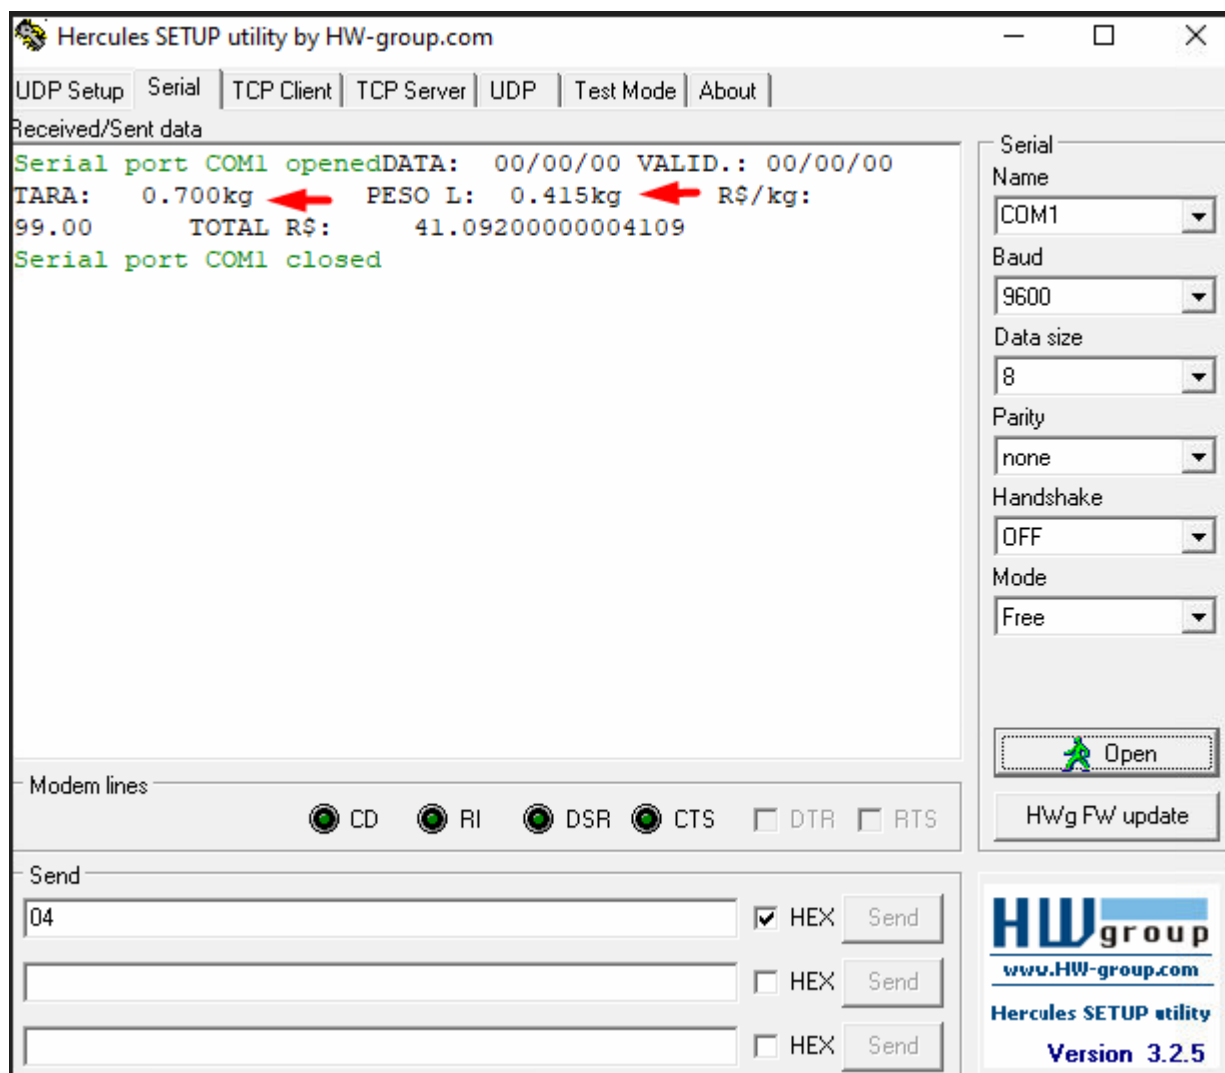 Hercules SETUP utility by HW-group.com
UDP Setup Serial TCP Client TCP Server UDP Test Mode About
Received/Sent data
Serial port COM1 openedDATA: 00/00/00 VALID.: 00/00/00
TARA: 0.700kg PESO L: 0.415kg R$/kg:
99.00 TOTAL R$: 41.09200000004109
Serial port COM1 closed
Serial
Name
COM1
Baud
9600
Data size
8
Parity
none
Handshake
OFF
Mode
Free
Open
HWg FW update
Modem lines
CD RI DSR CTS DTR RTS
Send
04 HEX Send
HEX Send
HEX Send
HW group
www.HW-group.com
Hercules SETUP utility
Version 3.2.5